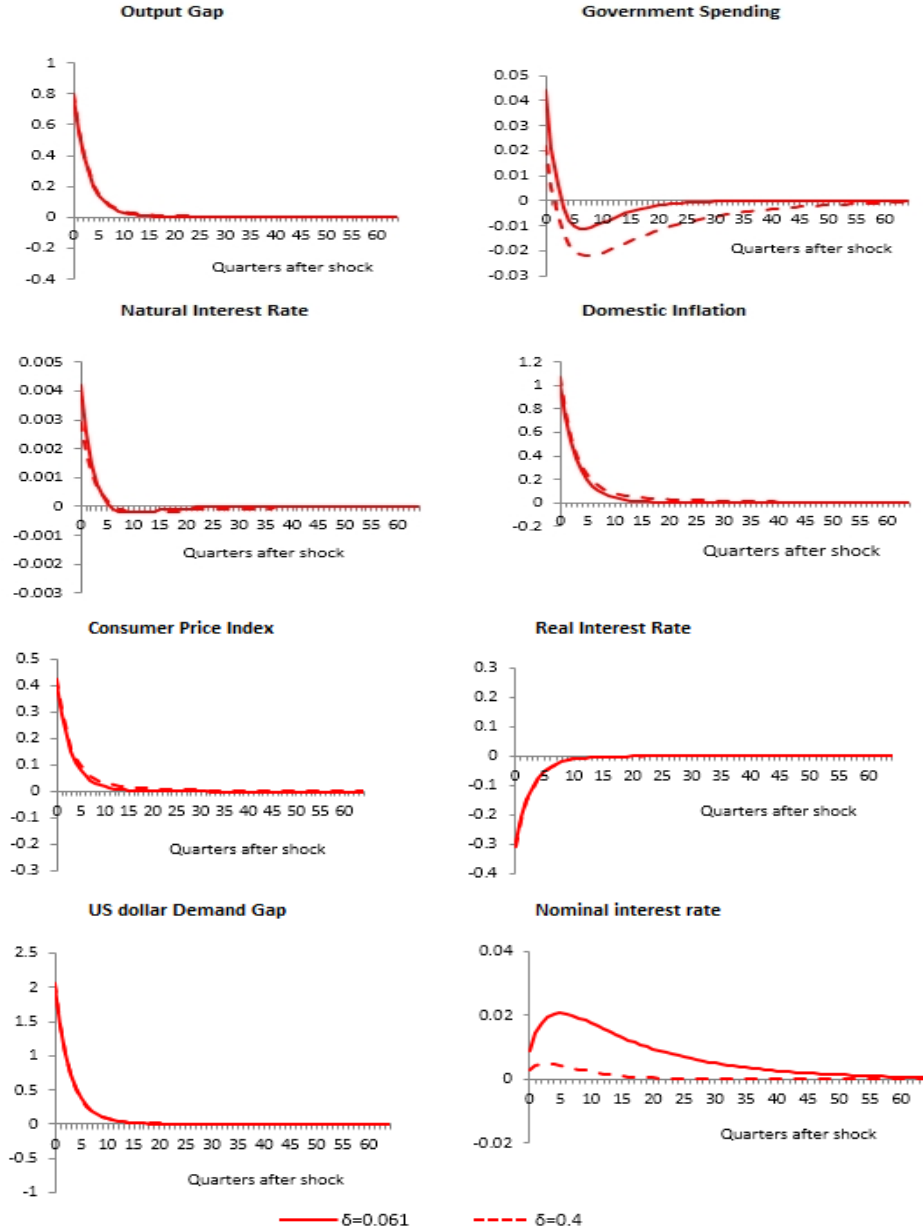 Output Gap
Government Spending
1
0.8
0.6
0.4
0.2
0
-0.2
-0.4
0 5 10 15 20 25 30 35 40 45 50 55 60
Quarters after shock
0.05
0.04
0.03
0.02
0.01
0
-0.01
-0.02
-0.03
0 5 10 15 20 25 30 35 40 45 50 55 60
Quarters after shock
Natural Interest Rate
Domestic Inflation
0.005
0.004
0.003
0.002
0.001
0
-0.001
-0.002
-0.003
0 5 10 15 20 25 30 35 40 45 50 55 60
Quarters after shock
1.2
1
0.8
0.6
0.4
0.2
0
-0.2
0 5 10 15 20 25 30 35 40 45 50 55 60
Quarters after shock
Consumer Price Index
Real Interest Rate
0.5
0.4
0.3
0.2
0.1
0
-0.1
-0.2
-0.3
0 5 10 15 20 25 30 35 40 45 50 55 60
Quarters after shock
0.3
0.2
0.1
0
-0.1
-0.2
-0.3
-0.4
0 5 10 15 20 25 30 35 40 45 50 55 60
Quarters after shock
US dollar Demand Gap
Nominal interest rate
2.5
2
1.5
1
0.5
0
-0.5
-1
0 5 10 15 20 25 30 35 40 45 50 55 60
Quarters after shock
0.04
0.02
0
-0.02
0 5 10 15 20 25 30 35 40 45 50 55 60
Quarters after shock
δ=0.061
δ=0.4